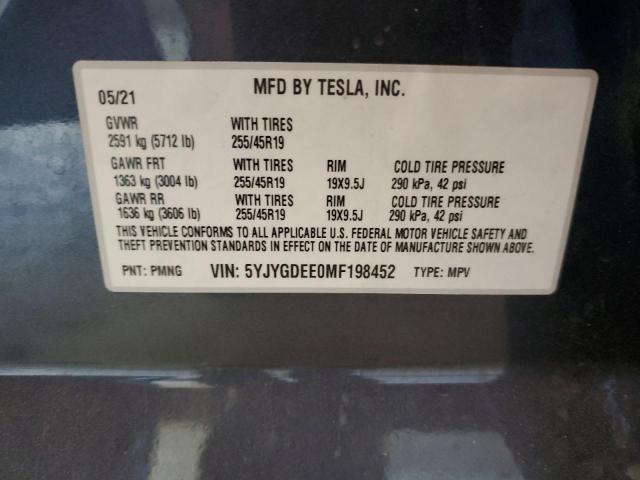 MFD BY TESLA, INC.
05/21
GVWR WITH TIRES
2591 kg (5712 lb) 255/45R19
GAWR FRT WITH TIRES RIM COLD TIRE PRESSURE
1363 kg (3004 lb) 255/45R19 19X9.5J 290 kPa, 42 psi
GAWR RR WITH TIRES RIM COLD TIRE PRESSURE
1636 kg (3606 lb) 255/45R19 19X9.5J 290 kPa, 42 psi
THIS VEHICLE CONFORMS TO ALL APPLICABLE U.S. FEDERAL MOTOR VEHICLE SAFETY AND
THEFT PREVENTION STANDARDS IN EFFECT ON THE DATE OF MANUFACTURE SHOWN ABOVE.
PNT: PMNG VIN: 5YJYGDEE0MF198452 TYPE: MPV